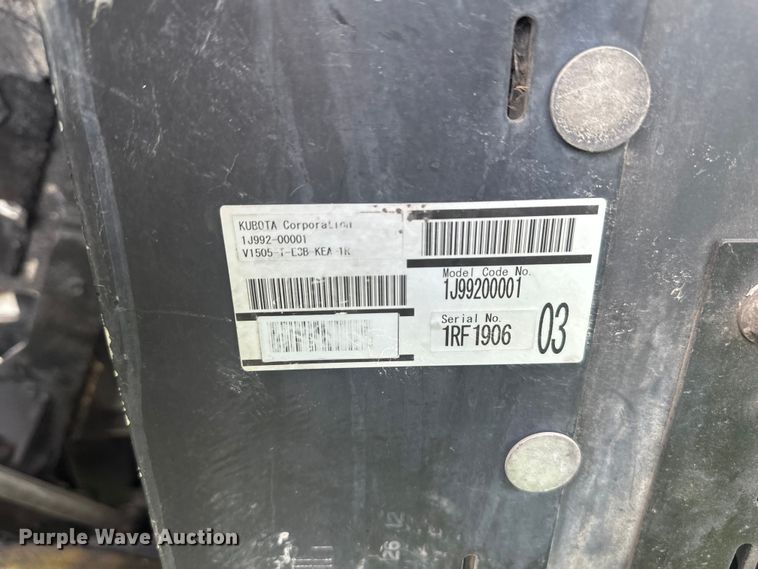 KUBOTA Corporation
1J992-00001
V1505-T-E3B-KEA-1R
Model Code No.
1J99200001
Serial No.
1RF1906
03
Purple Wave Auction